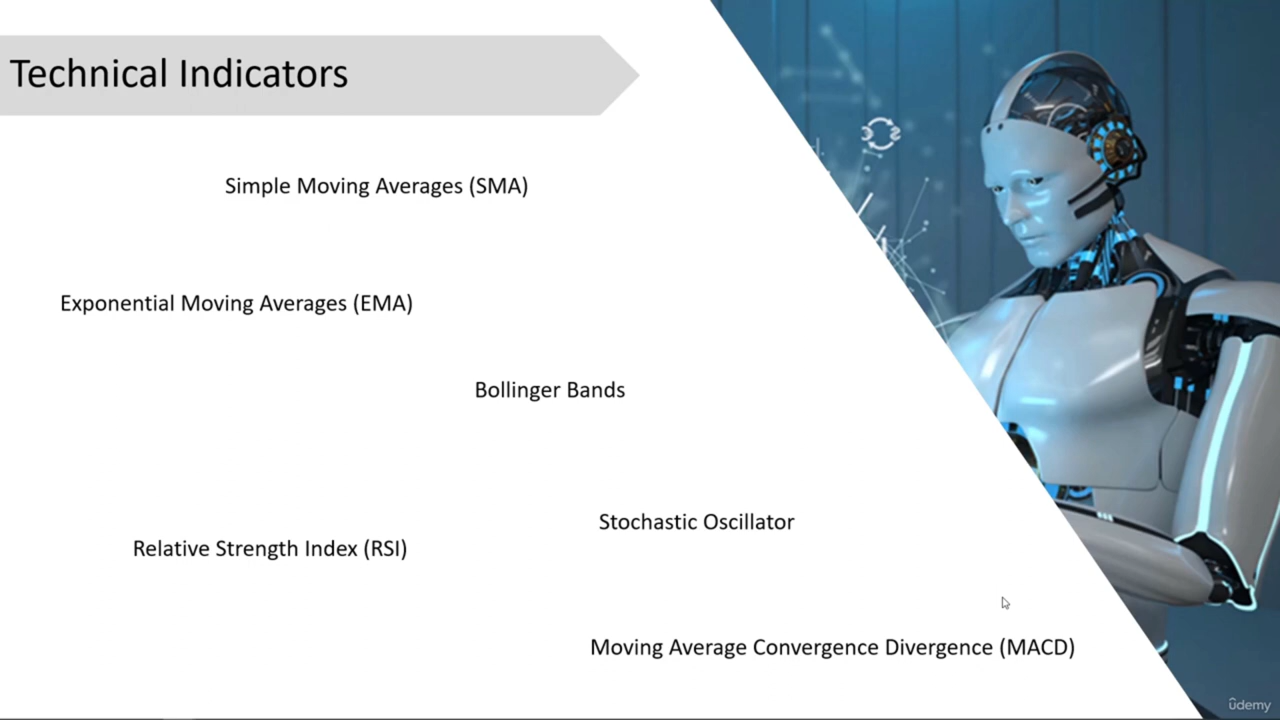 Technical Indicators
Simple Moving Averages (SMA)
Exponential Moving Averages (EMA)
Bollinger Bands
Stochastic Oscillator
Relative Strength Index (RSI)
Moving Average Convergence Divergence (MACD)
ûdemy